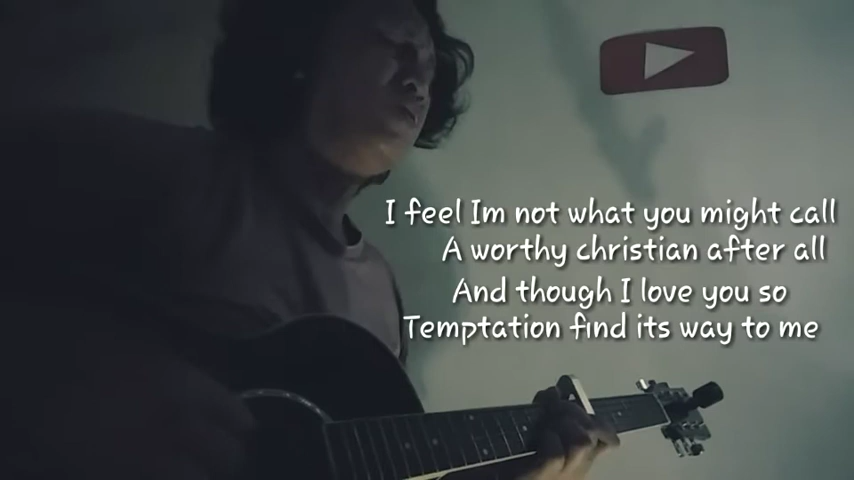 I feel Im not what you might call
A worthy christian after all
And though I love you so
Temptation find its way to me